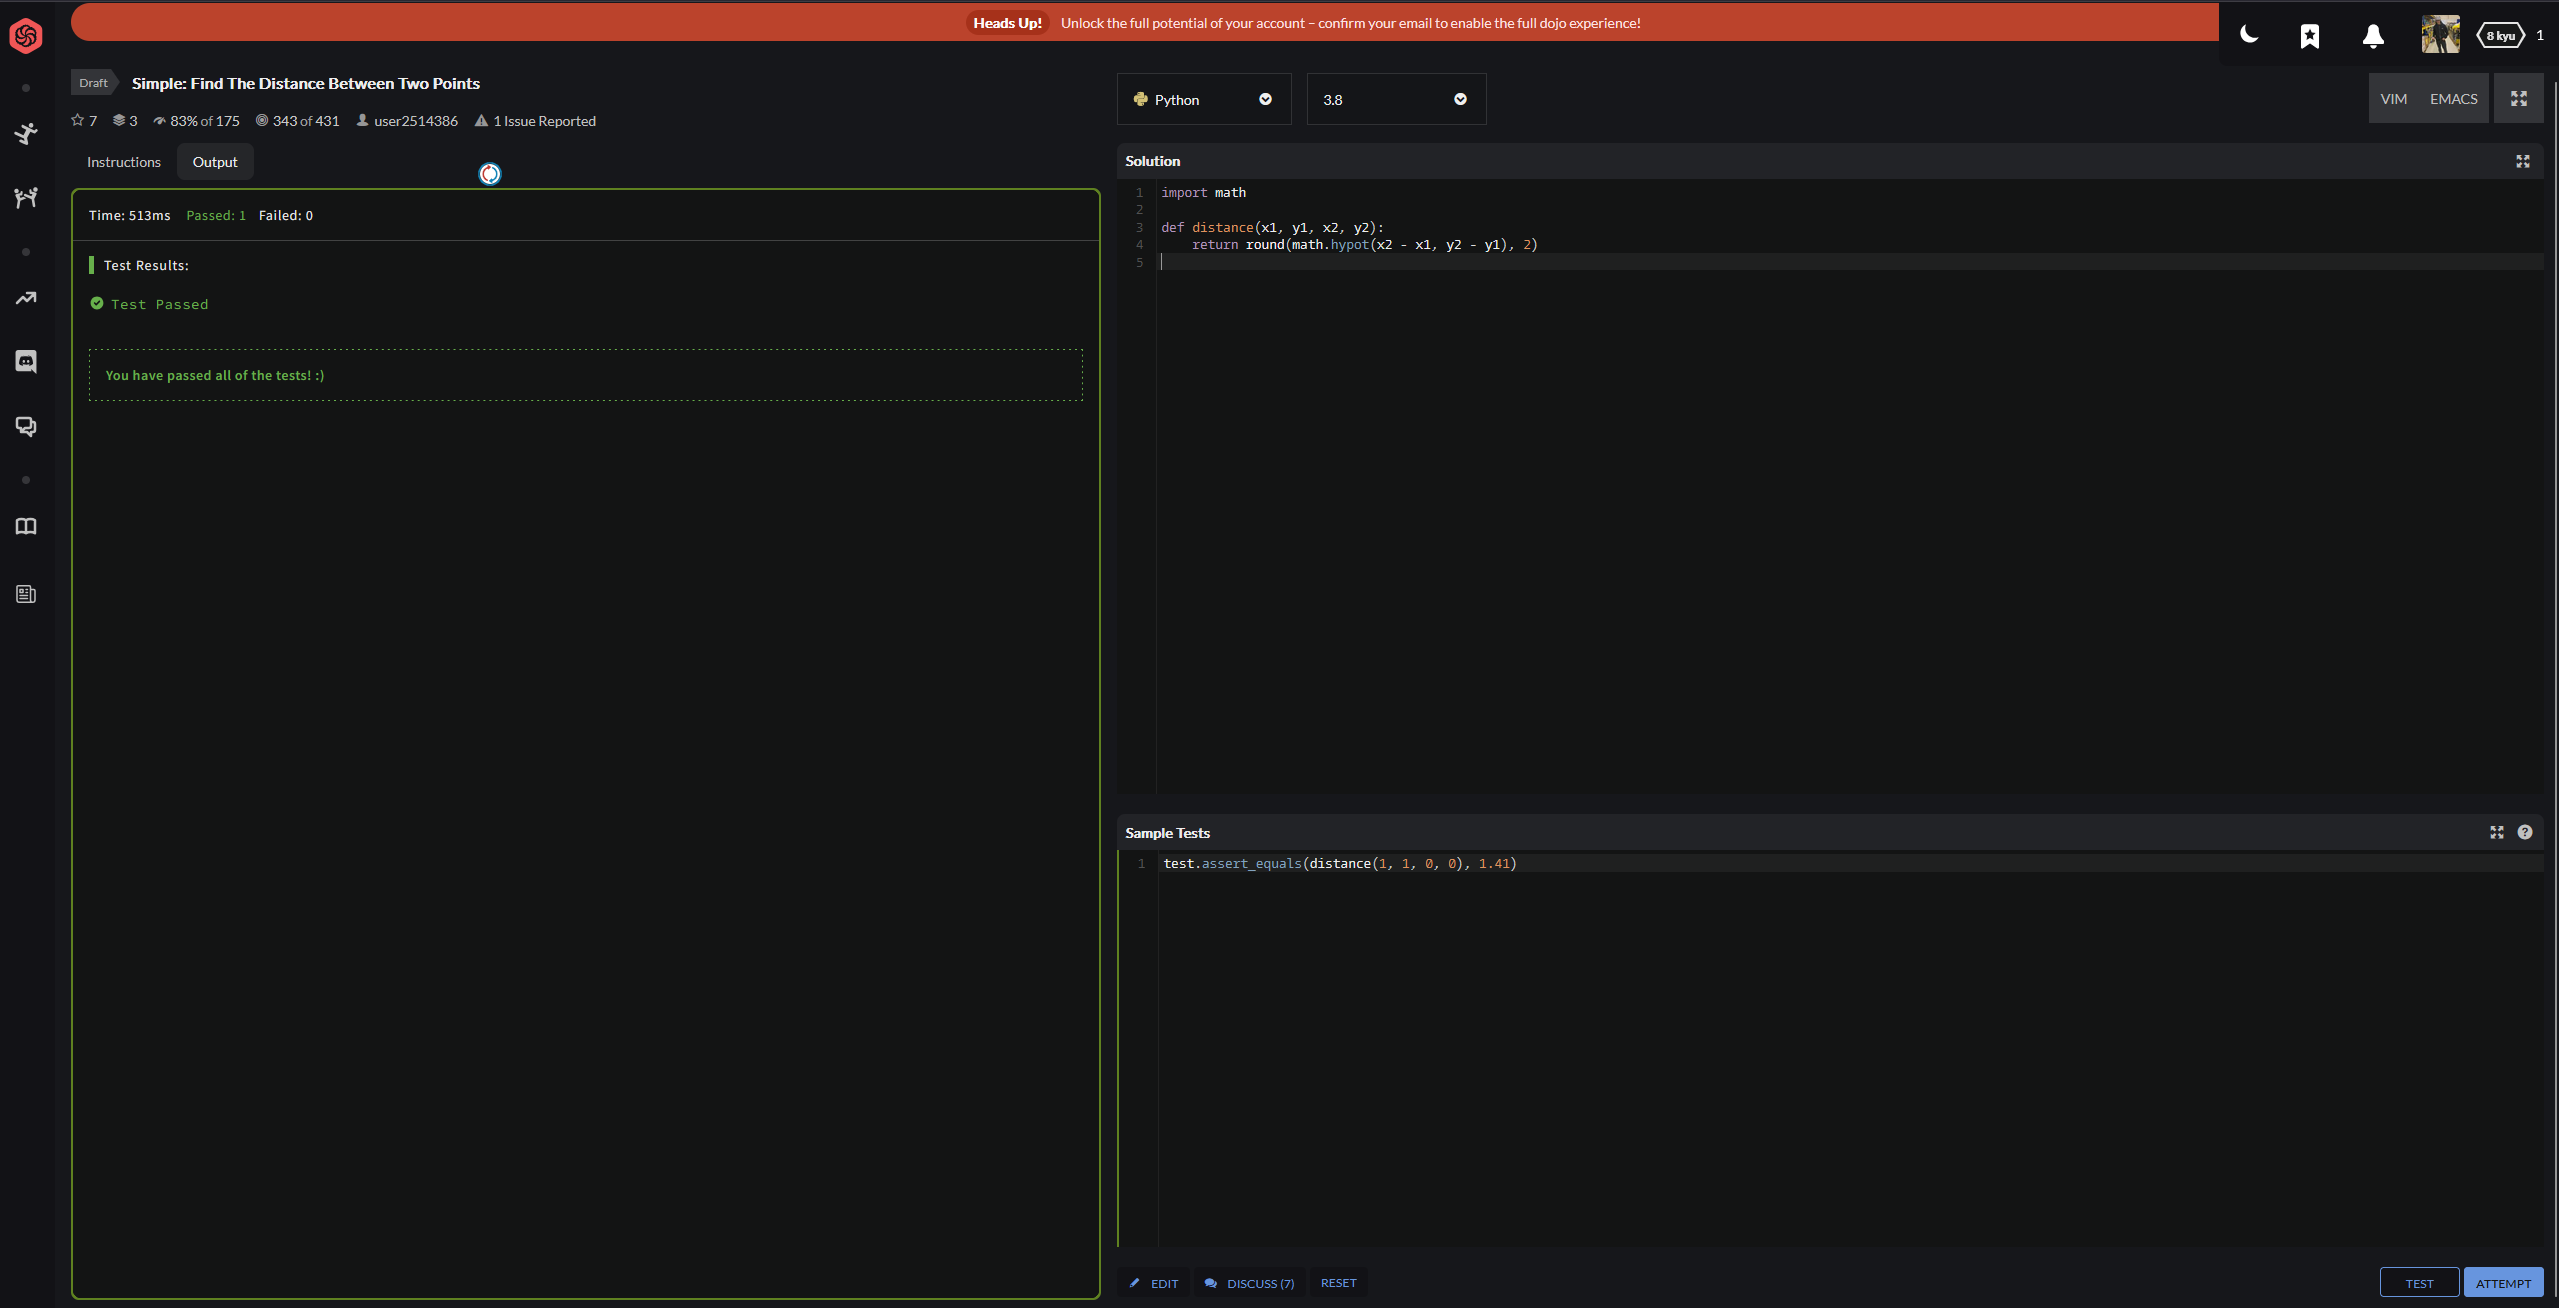 Heads Up! Unlock the full potential of your account – confirm your email to enable the full dojo experience!
8 kyu 1
Draft Simple: Find The Distance Between Two Points
7 3 83% of 175 343 of 431 user2514386 1 Issue Reported
Instructions Output
Time: 513ms Passed: 1 Failed: 0
Test Results:
Test Passed
You have passed all of the tests! :)
Python 3.8 VIM EMACS
Solution
1 import math
2
3 def distance(x1, y1, x2, y2):
4     return round(math.hypot(x2 - x1, y2 - y1), 2)
5
Sample Tests
1 test.assert_equals(distance(1, 1, 0, 0), 1.41)
EDIT DISCUSS (7) RESET TEST ATTEMPT